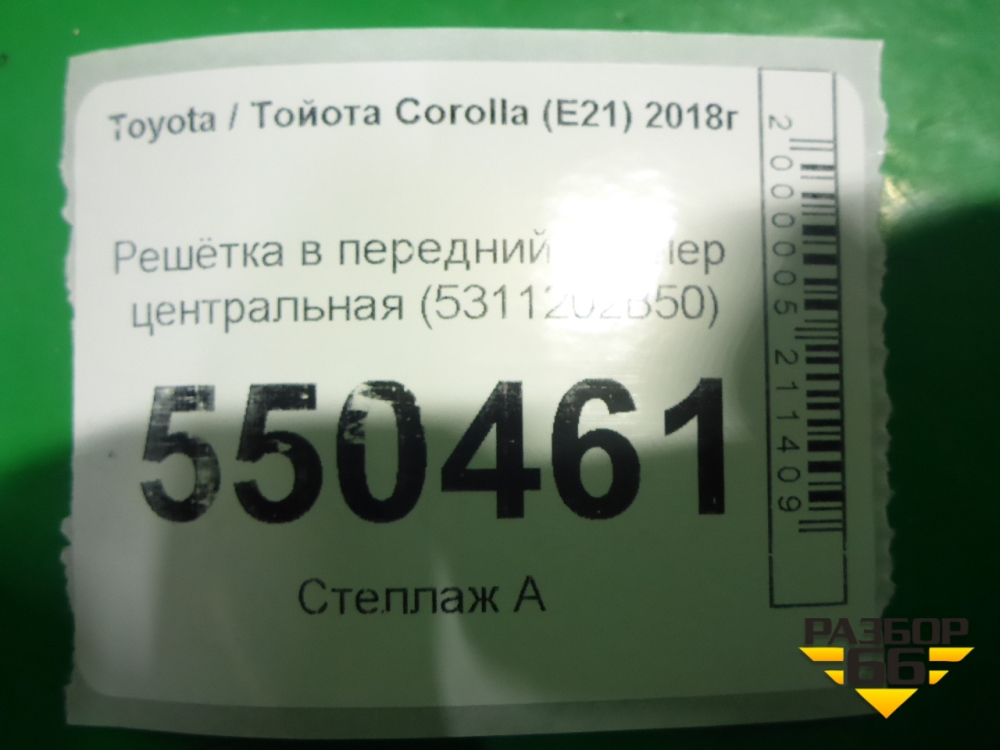 Toyota / Тойота Corolla (E21) 2018г
Решётка в передний
центральная (5311202B50)
550461
Стеллаж А
2000005211409
РАЗБОР
66